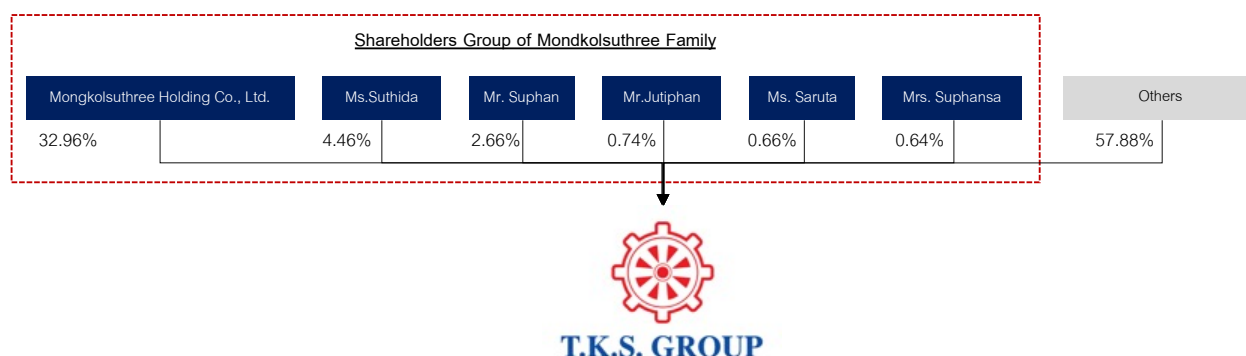 Shareholders Group of Mondkolsuthree Family
Mongkolsuthree Holding Co., Ltd. Ms.Suthida Mr. Suphan Mr.Jutiphan Ms. Saruta Mrs. Suphansa Others
32.96% 4.46% 2.66% 0.74% 0.66% 0.64% 57.88%
T.K.S. GROUP